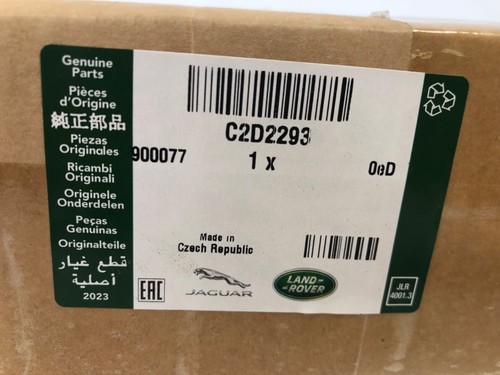 Genuine
Parts
Pièces
d'Origine
純正部品
Piezas
Originales
Ricambi
Originali
Originele
Onderdelen
Peças
Genuinas
Originalteile
قطع غيار
أصلية
2023
C2D2293
900077
1 x
Made in
Czech Republic
EAC
JAGUAR
LAND
ROVER
JLR
4001.3